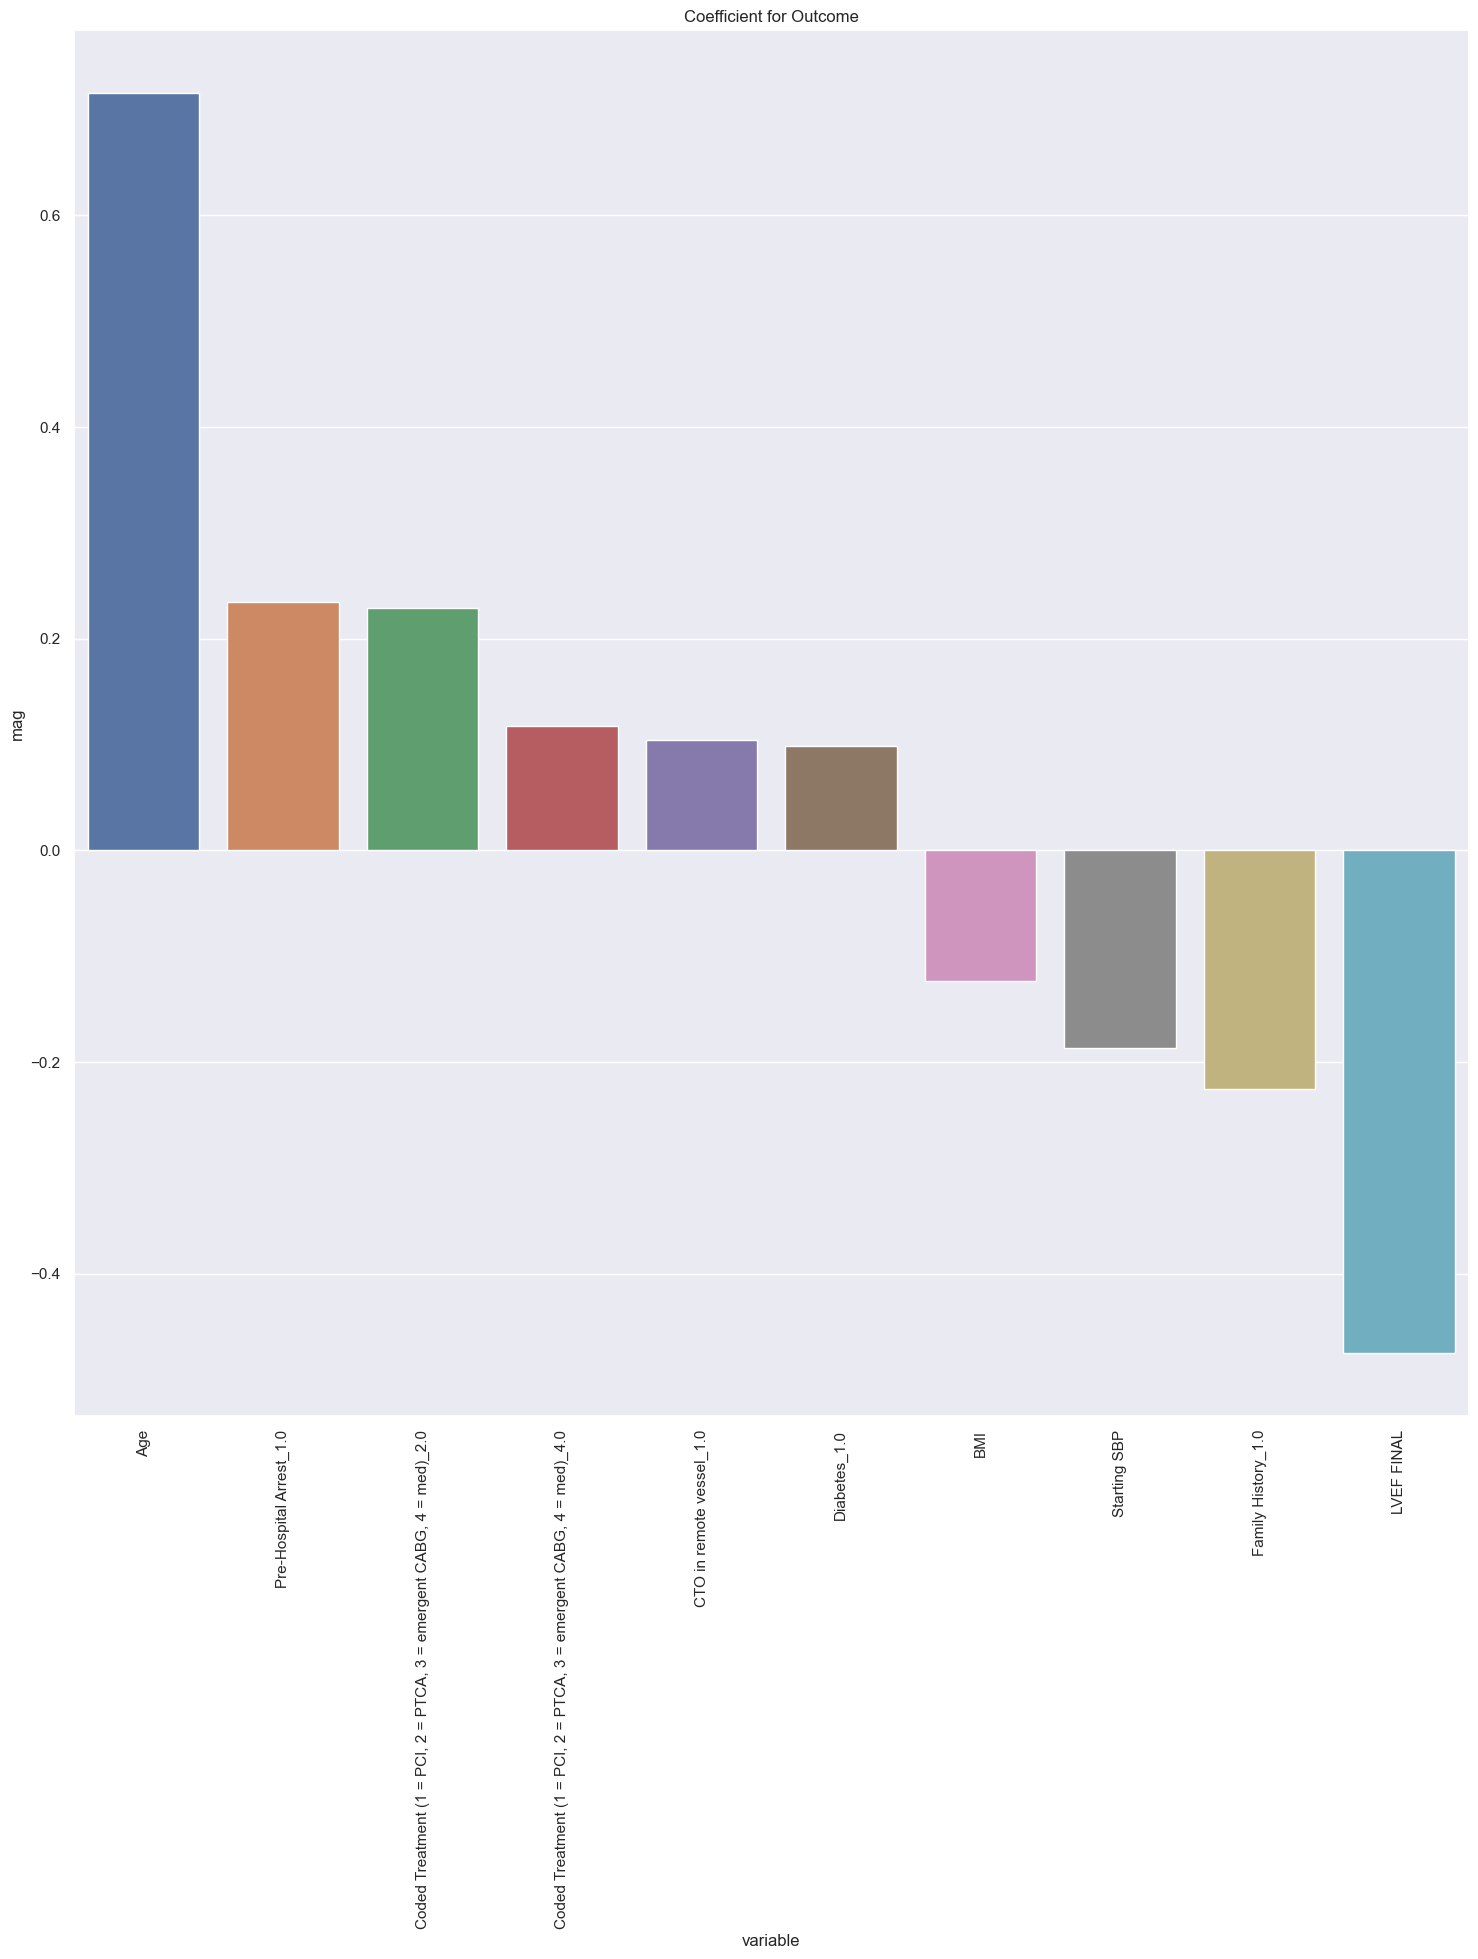 Coefficient for Outcome
mag
0.6
0.4
0.2
0.0
−0.2
−0.4
Age
Pre-Hospital Arrest_1.0
Coded Treatment (1 = PCI, 2 = PTCA, 3 = emergent CABG, 4 = med)_2.0
Coded Treatment (1 = PCI, 2 = PTCA, 3 = emergent CABG, 4 = med)_4.0
CTO in remote vessel_1.0
Diabetes_1.0
BMI
Starting SBP
Family History_1.0
LVEF FINAL
variable